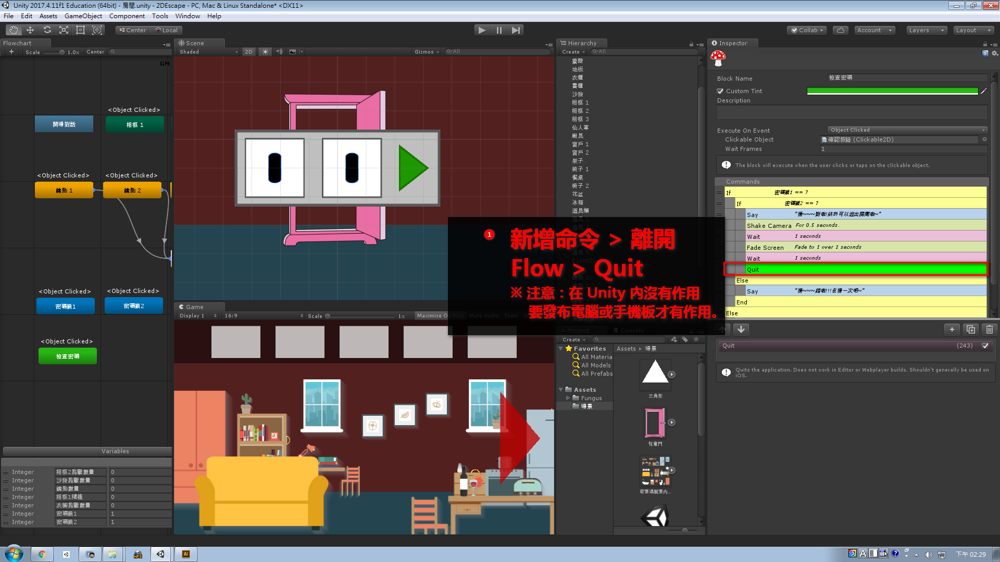 Unity 2017.4.11f1 Education (64bit) - 房間.unity - 2DEscape - PC, Mac & Linux Standalone* <DX11>
File Edit Assets GameObject Component Tools Window Help
Center Local
Collab Account Layers Layout
Flowchart
Scale 1.0x Center
GM
<Object Clicked>
開場對話 相框 1
<Object Clicked> <Object Clicked>
鑰匙 1 鑰匙 2
<Object Clicked> <Object Clicked>
密碼鎖1 密碼鎖2
<Object Clicked>
檢查密碼
Variables
Integer 相框2點擊數量 0
Integer 沙發點擊數量 0
Integer 鑰匙數量 0
Integer 相框1隨機 0
Integer 衣櫥點擊數量 0
Integer 密碼鎖1 1
Integer 密碼鎖2 1
Scene
Shaded 2D Gizmos All
Game
Display 1 16:9 Scale 1x Maximize On Play Mute Audio Stats
Hierarchy
Create All
牆壁
地板
衣櫃
書櫃
沙發
相框 1
相框 2
相框 3
仙人掌
廚具
窗戶 1
窗戶 2
架子
椅子 1
餐桌
椅子 2
花盆
冰箱
道具欄
道具 1
1
新增命令 > 離開
Flow > Quit
※ 注意：在 Unity 內沒有作用
要發布電腦或手機板才有作用。
Project Console
Create
Favorites
All Materia
All Models
All Prefabs
Assets
Fungus
場景
Assets 場景
三角形
任意門
密室逃脫室內...
Inspector
Block Name 檢查密碼
Custom Tint
Description
Execute On Event Object Clicked
Clickable Object 確認按鈕 (Clickable2D)
Wait Frames 1
The block will execute when the user clicks or taps on the clickable object.
Commands
If 密碼鎖1 == 7
If 密碼鎖2 == 7
Say "猜~~~對啦!終於可以逃出房間啦~"
Shake Camera For 0.5 seconds.
Wait 1 seconds
Fade Screen Fade to 1 over 1 seconds
Wait 1 seconds
Quit
Else
Say "猜~~~錯啦!!!在猜一次吧~"
End
Else
Quit (243)
Quits the application. Does not work in Editor or Webplayer builds. Shouldn't generally be used on iOS.
HFS Ai
A
下午 02:29